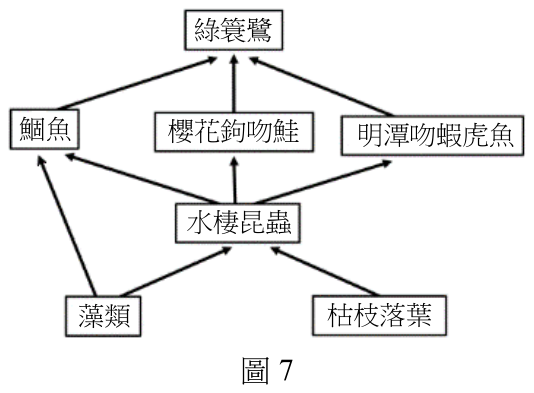 綠簑鷺
鯝魚
櫻花鉤吻鮭
明潭吻蝦虎魚
水棲昆蟲
藻類
枯枝落葉
圖 7